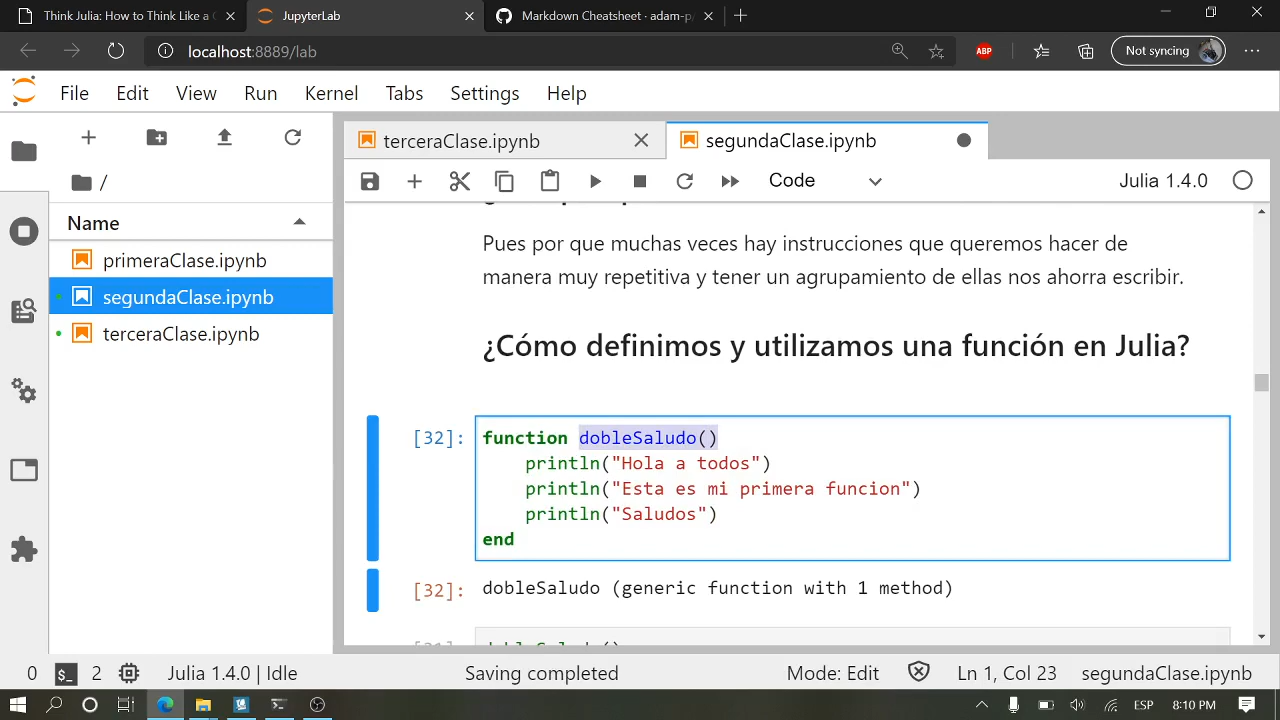 Think Julia: How to Think Like a C
JupyterLab
Markdown Cheatsheet · adam-p
localhost:8889/lab
ABP
Not syncing
File Edit View Run Kernel Tabs Settings Help
terceraClase.ipynb
segundaClase.ipynb
/
Code
Julia 1.4.0
Name
primeraClase.ipynb
segundaClase.ipynb
terceraClase.ipynb
Pues por que muchas veces hay instrucciones que queremos hacer de
manera muy repetitiva y tener un agrupamiento de ellas nos ahorra escribir.
¿Cómo definimos y utilizamos una función en Julia?
[32]: function dobleSaludo()
println("Hola a todos")
println("Esta es mi primera funcion")
println("Saludos")
end
[32]: dobleSaludo (generic function with 1 method)
0 $_ 2 Julia 1.4.0 | Idle Saving completed Mode: Edit Ln 1, Col 23 segundaClase.ipynb
ESP 8:10 PM